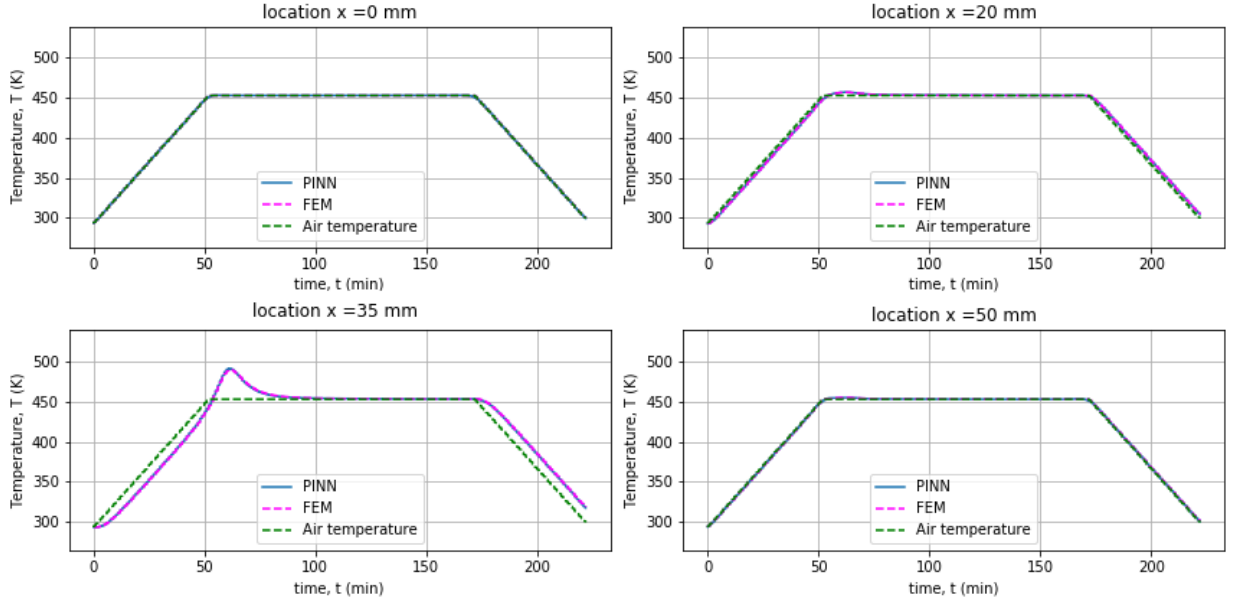 location x =0 mm
Temperature, T (K)
500
450
400
350
300
PINN
FEM
Air temperature
0
50
100
150
200
time, t (min)
location x =20 mm
Temperature, T (K)
500
450
400
350
300
PINN
FEM
Air temperature
0
50
100
150
200
time, t (min)
location x =35 mm
Temperature, T (K)
500
450
400
350
300
PINN
FEM
Air temperature
0
50
100
150
200
time, t (min)
location x =50 mm
Temperature, T (K)
500
450
400
350
300
PINN
FEM
Air temperature
0
50
100
150
200
time, t (min)